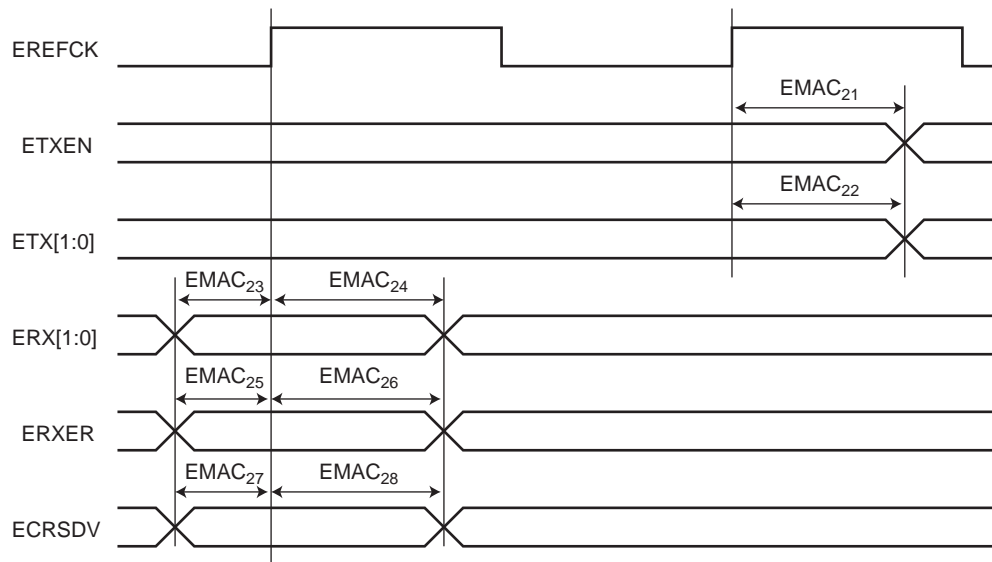 EREFCK
EMAC21
ETXEN
EMAC22
ETX[1:0]
EMAC23 EMAC24
ERX[1:0]
EMAC25 EMAC26
ERXER
EMAC27 EMAC28
ECRSDV